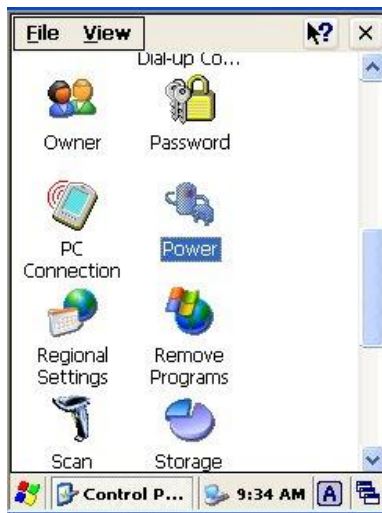 File View ?
Dial-up Co...
Owner Password
PC
Connection
Power
Regional
Settings
Remove
Programs
Scan Storage
Control P... 9:34 AM A